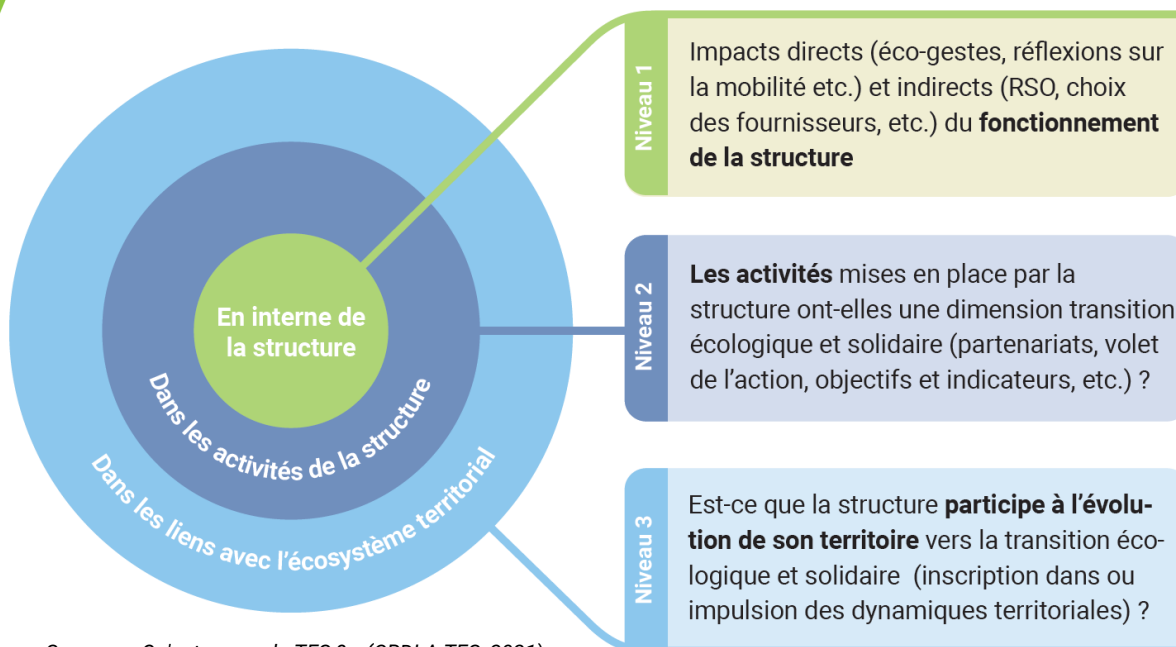 Niveau 1
Impacts directs (éco-gestes, réflexions sur
la mobilité etc.) et indirects (RSO, choix
des fournisseurs, etc.) du fonctionnement
de la structure
En interne de
la structure
Dans les activités de la structure
Dans les liens avec l'écosystème territorial
Niveau 2
Les activités mises en place par la
structure ont-elles une dimension transition
écologique et solidaire (partenariats, volet
de l'action, objectifs et indicateurs, etc.) ?
Niveau 3
Est-ce que la structure participe à l'évolu-
tion de son territoire vers la transition éco-
logique et solidaire (inscription dans ou
impulsion des dynamiques territoriales) ?